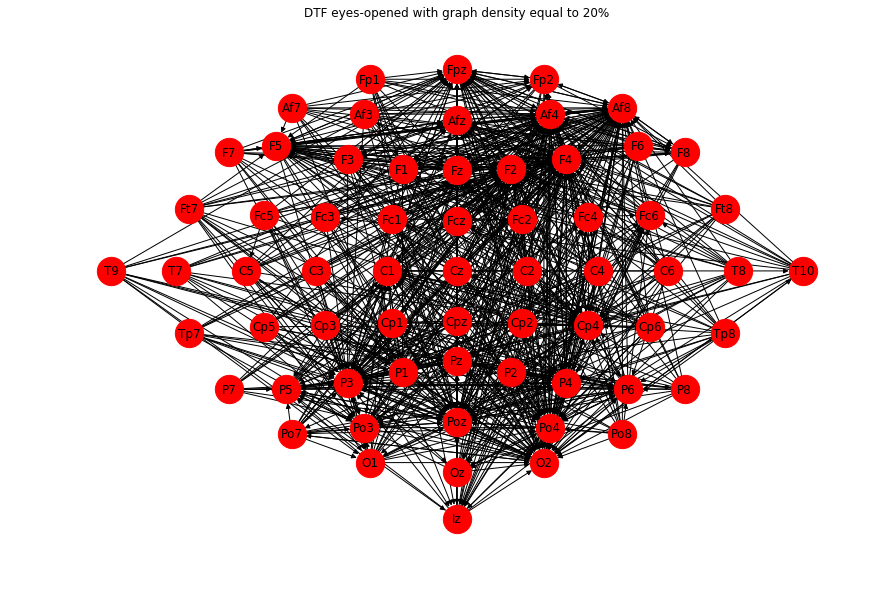 DTF eyes-opened with graph density equal to 20%
Fpz
Fp1 Fp2
Af7 Af3 Afz Af4 Af8
F7 F5 F3 F1 Fz F2 F4 F6 F8
Ft7 Fc5 Fc3 Fc1 Fcz Fc2 Fc4 Fc6 Ft8
T9 T7 C5 C3 C1 Cz C2 C4 C6 T8 T10
Tp7 Cp5 Cp3 Cp1 Cpz Cp2 Cp4 Cp6 Tp8
P7 P5 P3 P1 Pz P2 P4 P6 P8
Po7 Po3 Poz Po4 Po8
O1 Oz O2
Iz